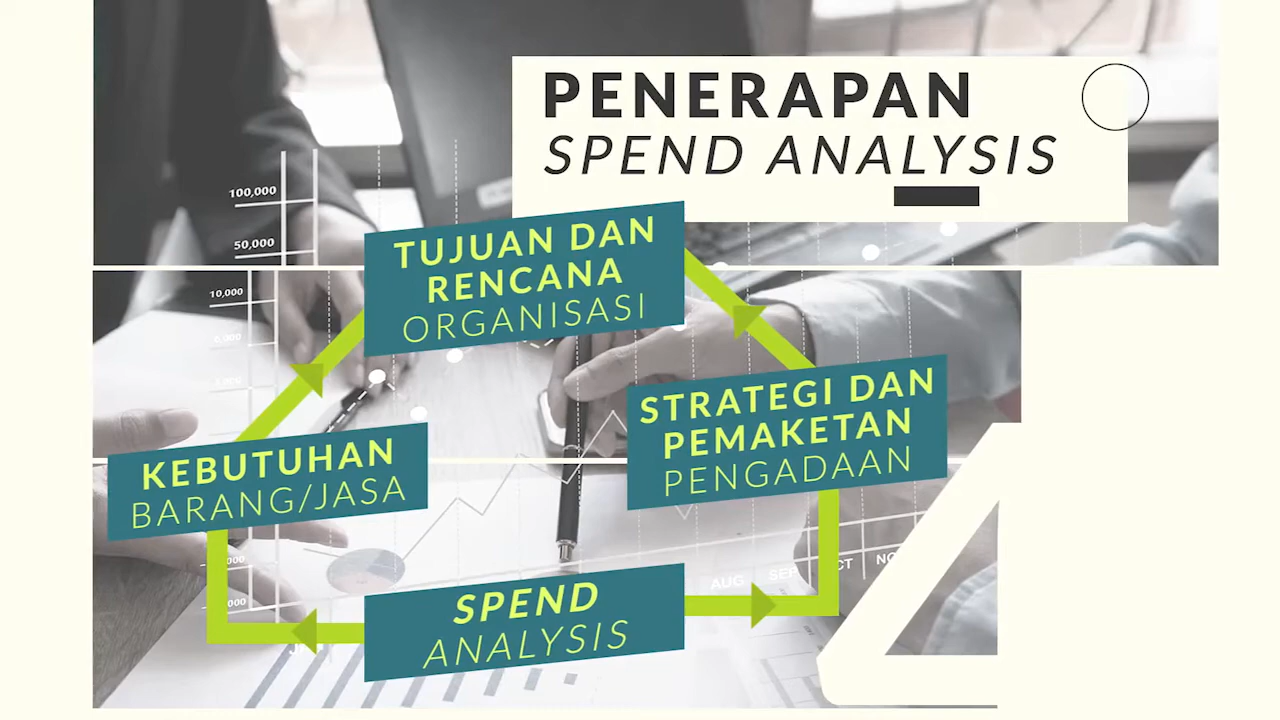 PENERAPAN
SPEND ANALYSIS
100,000
50,000
10,000
TUJUAN DAN
RENCANA
ORGANISASI
STRATEGI DAN
PEMAKETAN
PENGADAAN
KEBUTUHAN
BARANG/JASA
SPEND
ANALYSIS
AUG